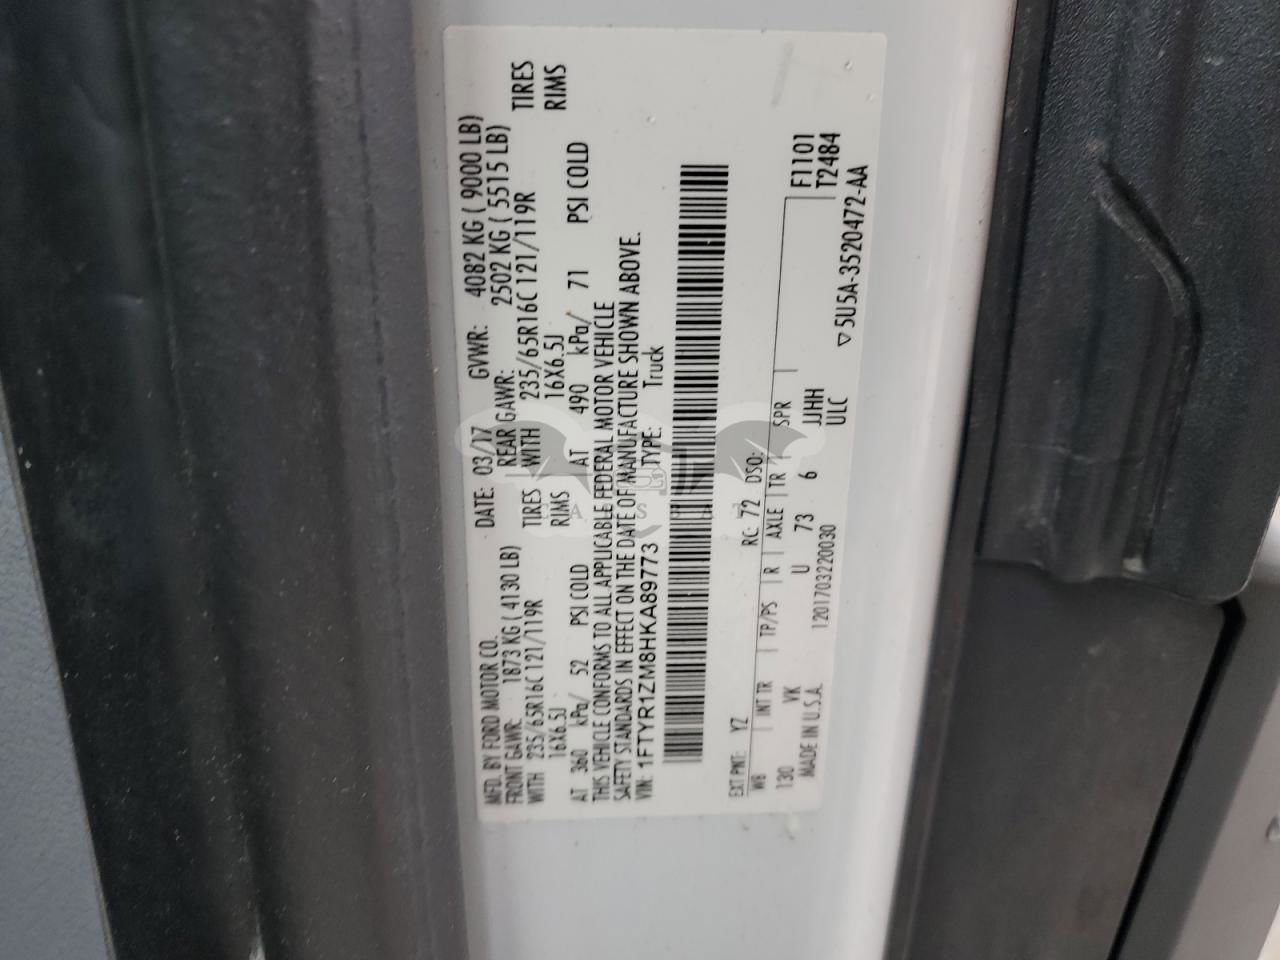 MFD. BY FORD MOTOR CO. DATE: 03/17 GVWR: 4082 KG ( 9000 LB)
FRONT GAWR: 1873 KG ( 4130 LB) REAR GAWR: 2502 KG ( 5515 LB)
WITH 235/65R16C 121/119R TIRES WITH 235/65R16C 121/119R TIRES
16X6.5J RIMS 16X6.5J RIMS
AT 360 kPa/ 52 PSI COLD AT 490 kPa/ 71 PSI COLD
THIS VEHICLE CONFORMS TO ALL APPLICABLE FEDERAL MOTOR VEHICLE
SAFETY STANDARDS IN EFFECT ON THE DATE OF MANUFACTURE SHOWN ABOVE.
VIN: 1FTYR1ZM8HKA89773 TYPE: Truck
EXT PNT: YZ RC: 72 DSO:
WB INT TR TP/PS R AXLE TR SPR F1101
130 VK U 73 6 JJHH T2484
MADE IN U.S.A. 1201703220030 ULC
▽5U5A-3520472-AA